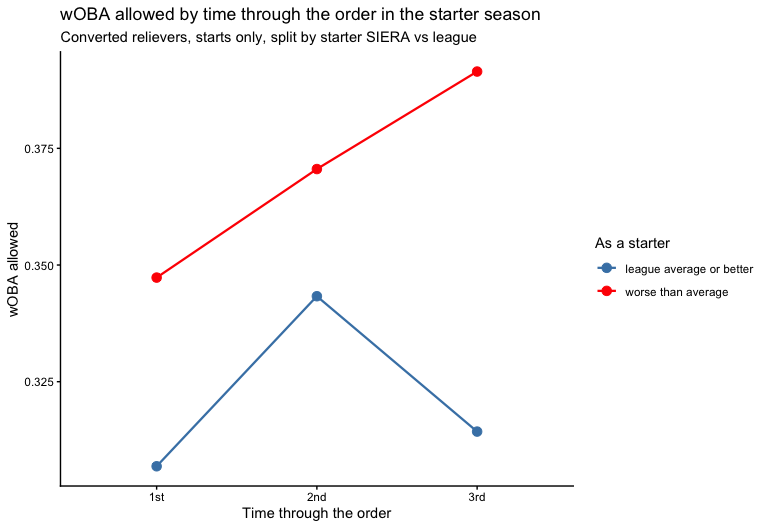 wOBA allowed by time through the order in the starter season
Converted relievers, starts only, split by starter SIERA vs league
wOBA allowed
0.375
0.350
0.325
1st
2nd
3rd
Time through the order
As a starter
league average or better
worse than average